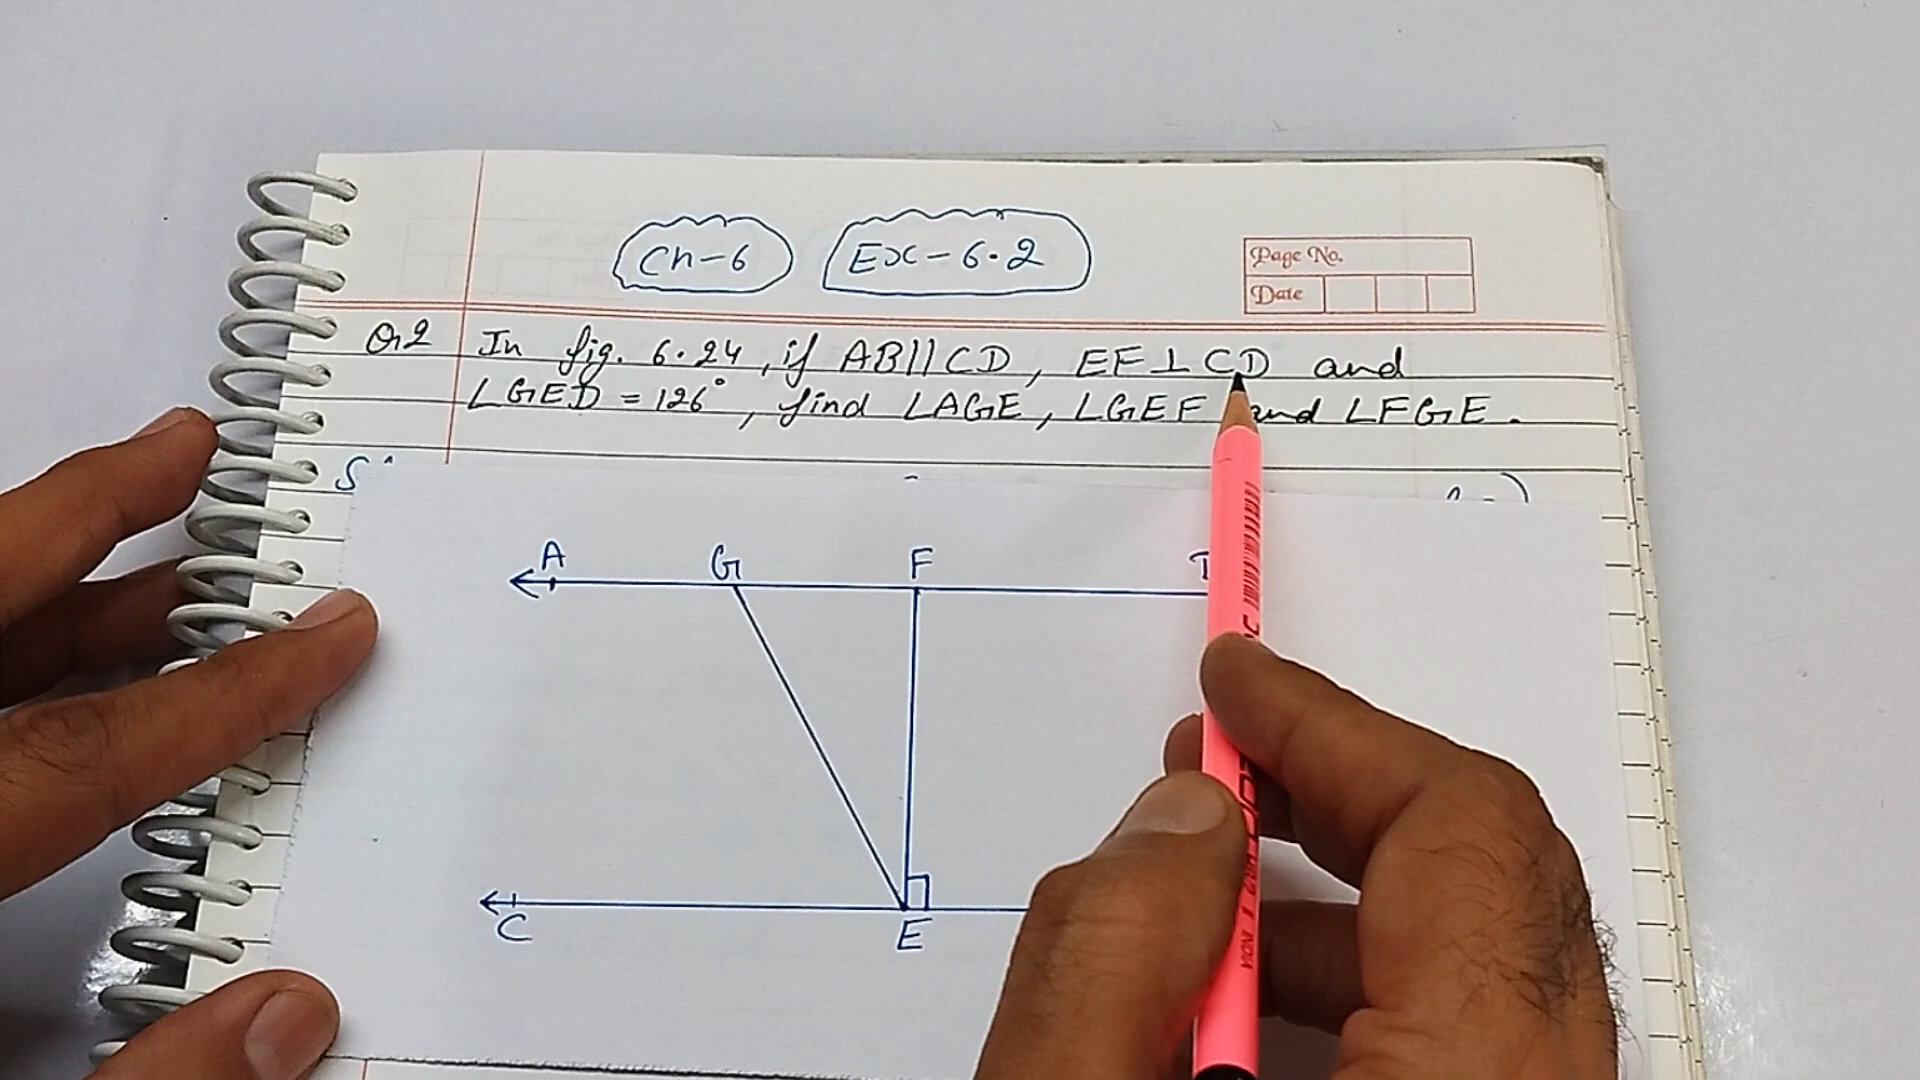 Ch-6 Ex-6.2
Page No.
Date
Q.2 In fig. 6.24, if AB||CD, EF⊥CD and
∠GED = 126°, find ∠AGE, ∠GEF and ∠FGE.
A G F
C E